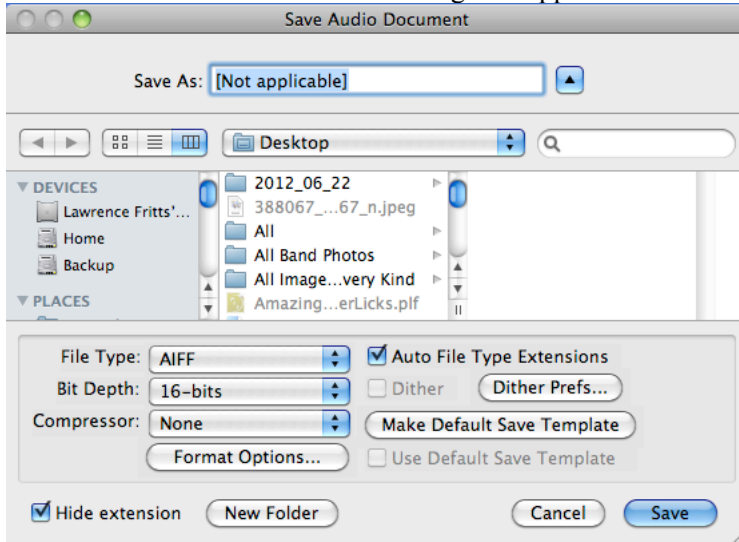 Save Audio Document
Save As: [Not applicable]
Desktop
DEVICES
Lawrence Fritts'...
Home
Backup
PLACES
2012_06_22
388067_...67_n.jpeg
All
All Band Photos
All Image...very Kind
Amazing...erLicks.plf
File Type: AIFF
Auto File Type Extensions
Bit Depth: 16-bits
Dither
Dither Prefs...
Compressor: None
Make Default Save Template
Format Options...
Use Default Save Template
Hide extension
New Folder
Cancel
Save